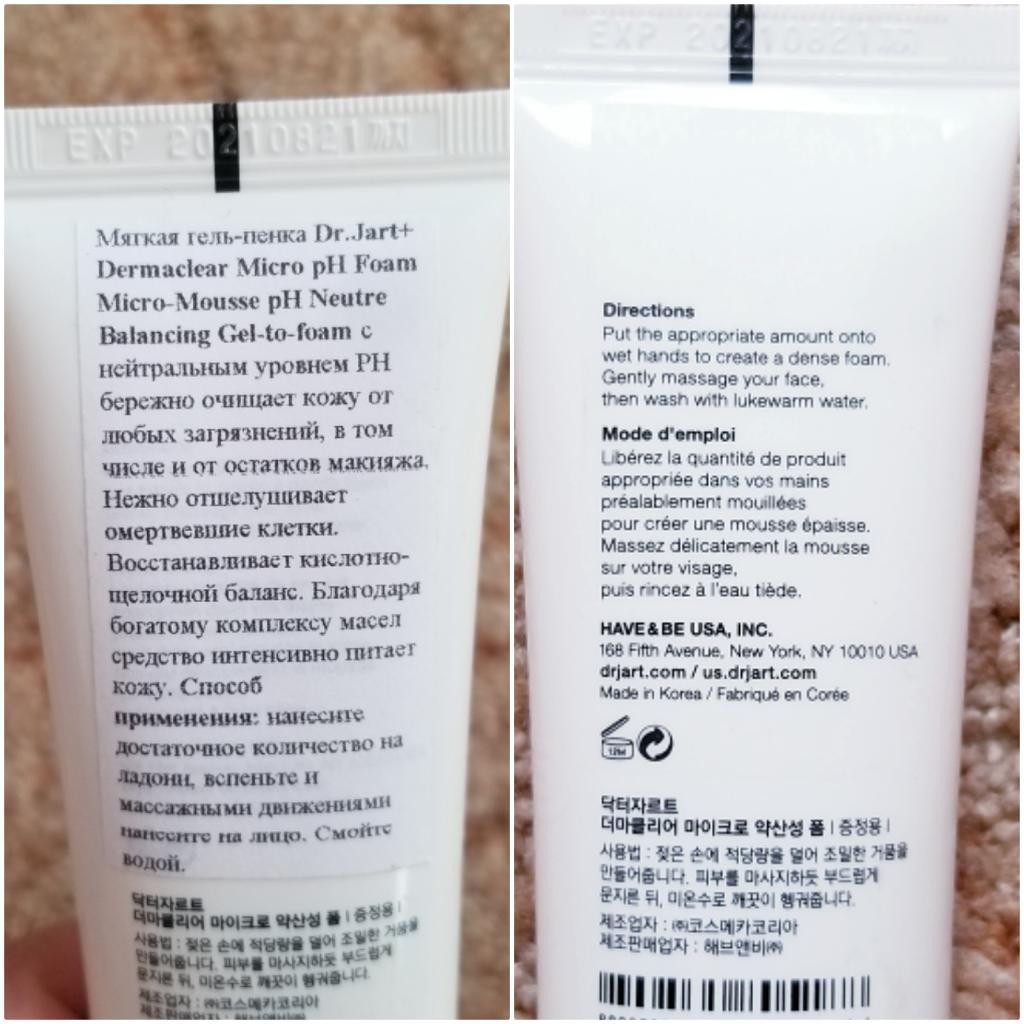 EXP 20210821까지
Мягкая гель-пенка Dr.Jart+
Dermaclear Micro pH Foam
Micro-Mousse pH Neutre
Balancing Gel-to-foam с
нейтральным уровнем PH
бережно очищает кожу от
любых загрязнений, в том
числе и от остатков макияжа.
Нежно отшелушивает
омертвевшие клетки.
Восстанавливает кислотно-
щелочной баланс. Благодаря
богатому комплексу масел
средство интенсивно питает
кожу. Способ
применения: нанесите
достаточное количество на
ладони, вспеньте и
массажными движениями
нанесите на лицо. Смойте
водой.
닥터자르트
더마클리어 마이크로 약산성 폼 | 증정용 |
사용법 : 젖은 손에 적당량을 덜어 조밀한 거품을
만들어줍니다. 피부를 마사지하듯 부드럽게
문지른 뒤, 미온수로 깨끗이 헹궈줍니다.
제조업자 : ㈜코스메카코리아
제조판매업자 : 해브앤비㈜
EXP 20210821까지
Directions
Put the appropriate amount onto
wet hands to create a dense foam.
Gently massage your face,
then wash with lukewarm water.
Mode d'emploi
Libérez la quantité de produit
appropriée dans vos mains
préalablement mouillées
pour créer une mousse épaisse.
Massez délicatement la mousse
sur votre visage,
puis rincez à l'eau tiède.
HAVE&BE USA, INC.
168 Fifth Avenue, New York, NY 10010 USA
drjart.com / us.drjart.com
Made in Korea / Fabriqué en Corée
12M
닥터자르트
더마클리어 마이크로 약산성 폼 | 증정용 |
사용법 : 젖은 손에 적당량을 덜어 조밀한 거품을
만들어줍니다. 피부를 마사지하듯 부드럽게
문지른 뒤, 미온수로 깨끗이 헹궈줍니다.
제조업자 : ㈜코스메카코리아
제조판매업자 : 해브앤비㈜